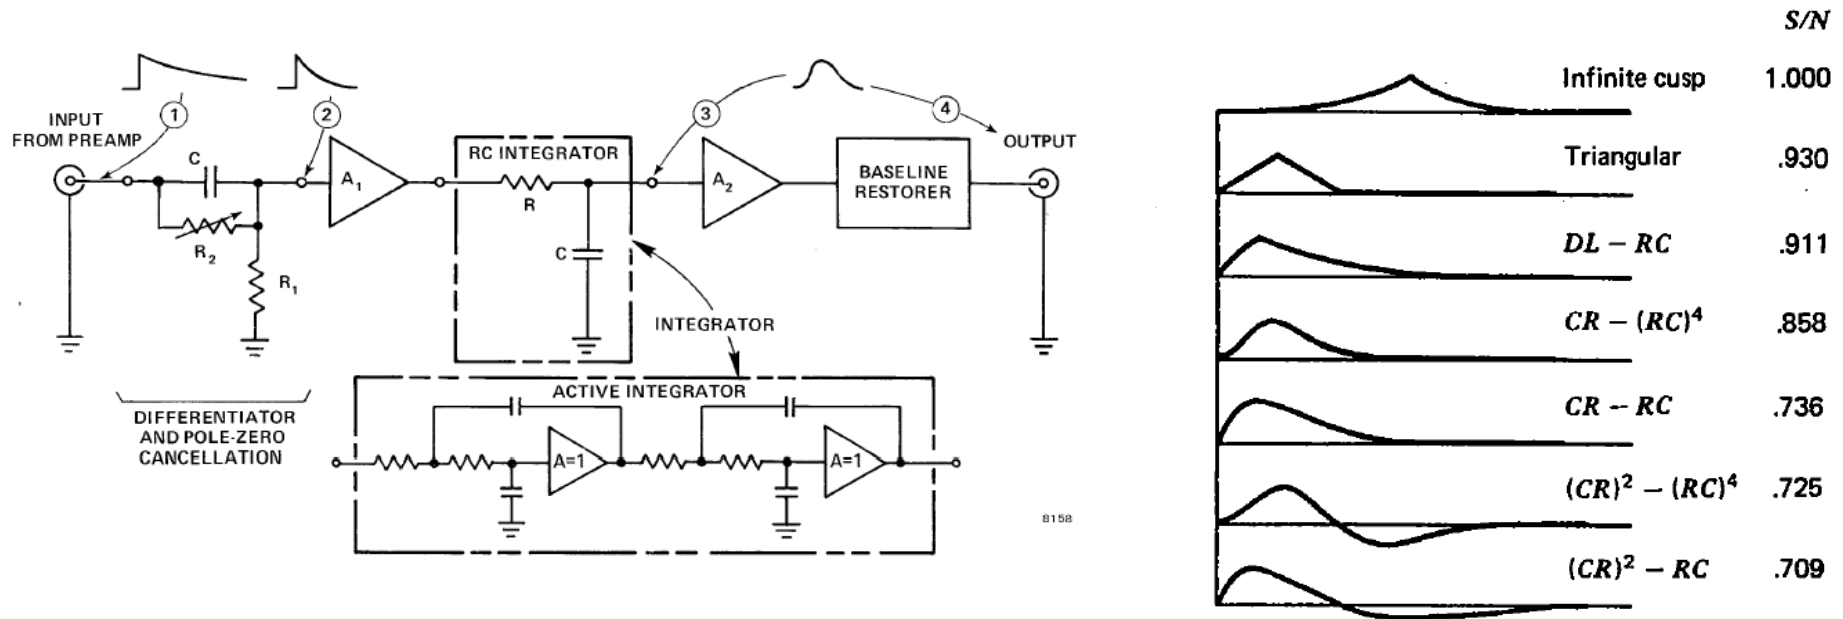 INPUT
FROM PREAMP
1
2
3
4
OUTPUT
C
R₂
R₁
A₁
RC INTEGRATOR
R
C
A₂
BASELINE
RESTORER
INTEGRATOR
DIFFERENTIATOR
AND POLE-ZERO
CANCELLATION
ACTIVE INTEGRATOR
A=1
A=1
8158
S/N
Infinite cusp 1.000
Triangular .930
DL – RC .911
CR – (RC)⁴ .858
CR – RC .736
(CR)² – (RC)⁴ .725
(CR)² – RC .709